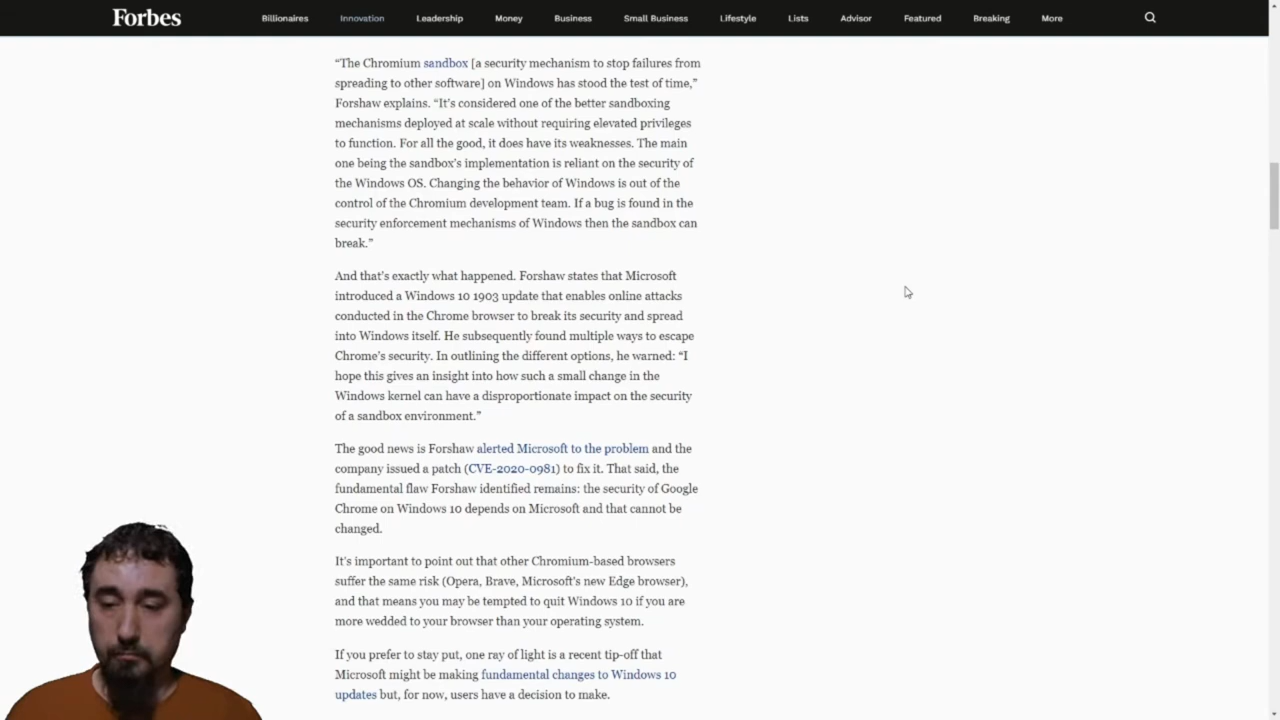 Forbes
Billionaires Innovation Leadership Money Business Small Business Lifestyle Lists Advisor Featured Breaking More
“The Chromium sandbox [a security mechanism to stop failures from
spreading to other software] on Windows has stood the test of time,”
Forshaw explains. “It’s considered one of the better sandboxing
mechanisms deployed at scale without requiring elevated privileges
to function. For all the good, it does have its weaknesses. The main
one being the sandbox’s implementation is reliant on the security of
the Windows OS. Changing the behavior of Windows is out of the
control of the Chromium development team. If a bug is found in the
security enforcement mechanisms of Windows then the sandbox can
break.”
And that’s exactly what happened. Forshaw states that Microsoft
introduced a Windows 10 1903 update that enables online attacks
conducted in the Chrome browser to break its security and spread
into Windows itself. He subsequently found multiple ways to escape
Chrome’s security. In outlining the different options, he warned: “I
hope this gives an insight into how such a small change in the
Windows kernel can have a disproportionate impact on the security
of a sandbox environment.”
The good news is Forshaw alerted Microsoft to the problem and the
company issued a patch (CVE-2020-0981) to fix it. That said, the
fundamental flaw Forshaw identified remains: the security of Google
Chrome on Windows 10 depends on Microsoft and that cannot be
changed.
It’s important to point out that other Chromium-based browsers
suffer the same risk (Opera, Brave, Microsoft’s new Edge browser),
and that means you may be tempted to quit Windows 10 if you are
more wedded to your browser than your operating system.
If you prefer to stay put, one ray of light is a recent tip-off that
Microsoft might be making fundamental changes to Windows 10
updates but, for now, users have a decision to make.